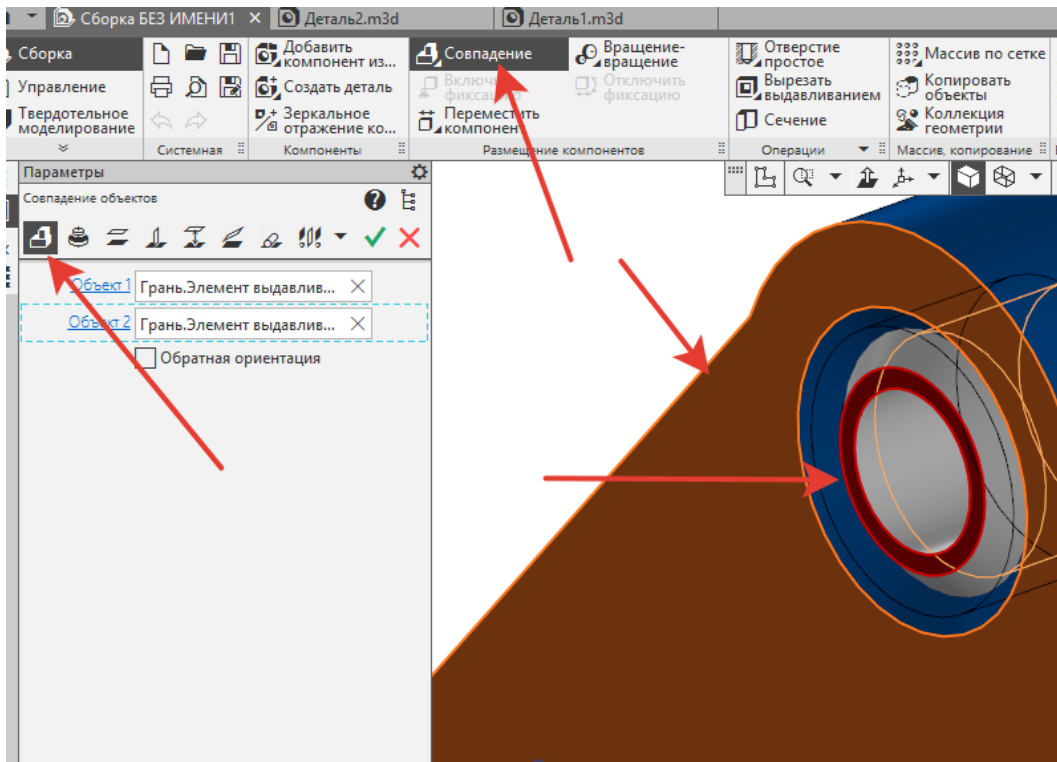 Сборка БЕЗ ИМЕНИ1
Деталь2.m3d
Деталь1.m3d
Сборка
Управление
Твердотельное
моделирование
Системная
Добавить
компонент из...
Создать деталь
Зеркальное
отражение ко...
Компоненты
Совпадение
Включить
фиксацию
Переместить
компонент
Вращение-
вращение
Отключить
фиксацию
Размещение компонентов
Отверстие
простое
Вырезать
выдавливанием
Сечение
Операции
Массив по сетке
Копировать
объекты
Коллекция
геометрии
Массив, копирование
Параметры
Совпадение объектов
Объект 1 Грань.Элемент выдавлив...
Объект 2 Грань.Элемент выдавлив...
Обратная ориентация